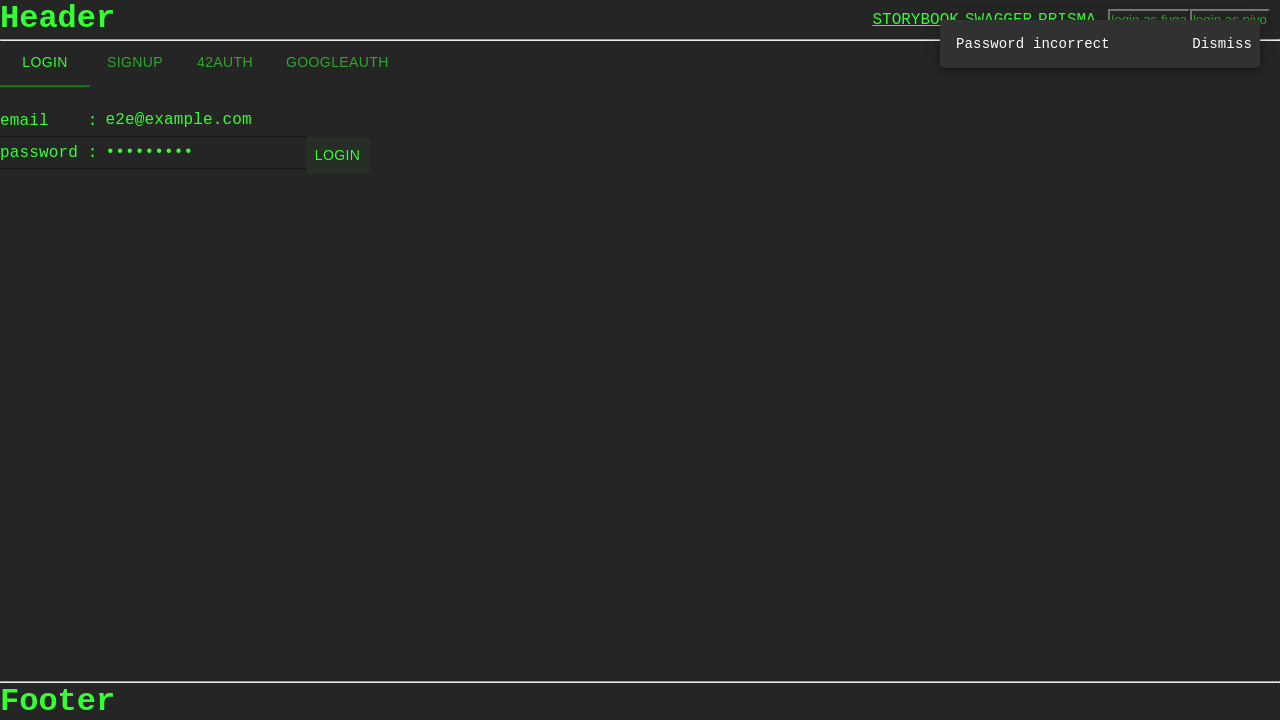 Header
STORYBOOK SWAGGER PRISMA login as fuga login as pivo
Password incorrect Dismiss
LOGIN SIGNUP 42AUTH GOOGLEAUTH
email : e2e@example.com
password : •••••••••
LOGIN
Footer